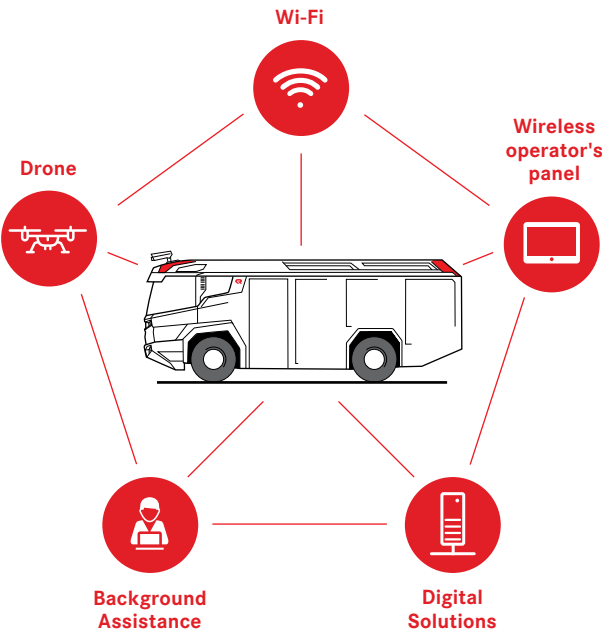 Wi-Fi
Wireless
operator's
panel
Drone
Background
Assistance
Digital
Solutions